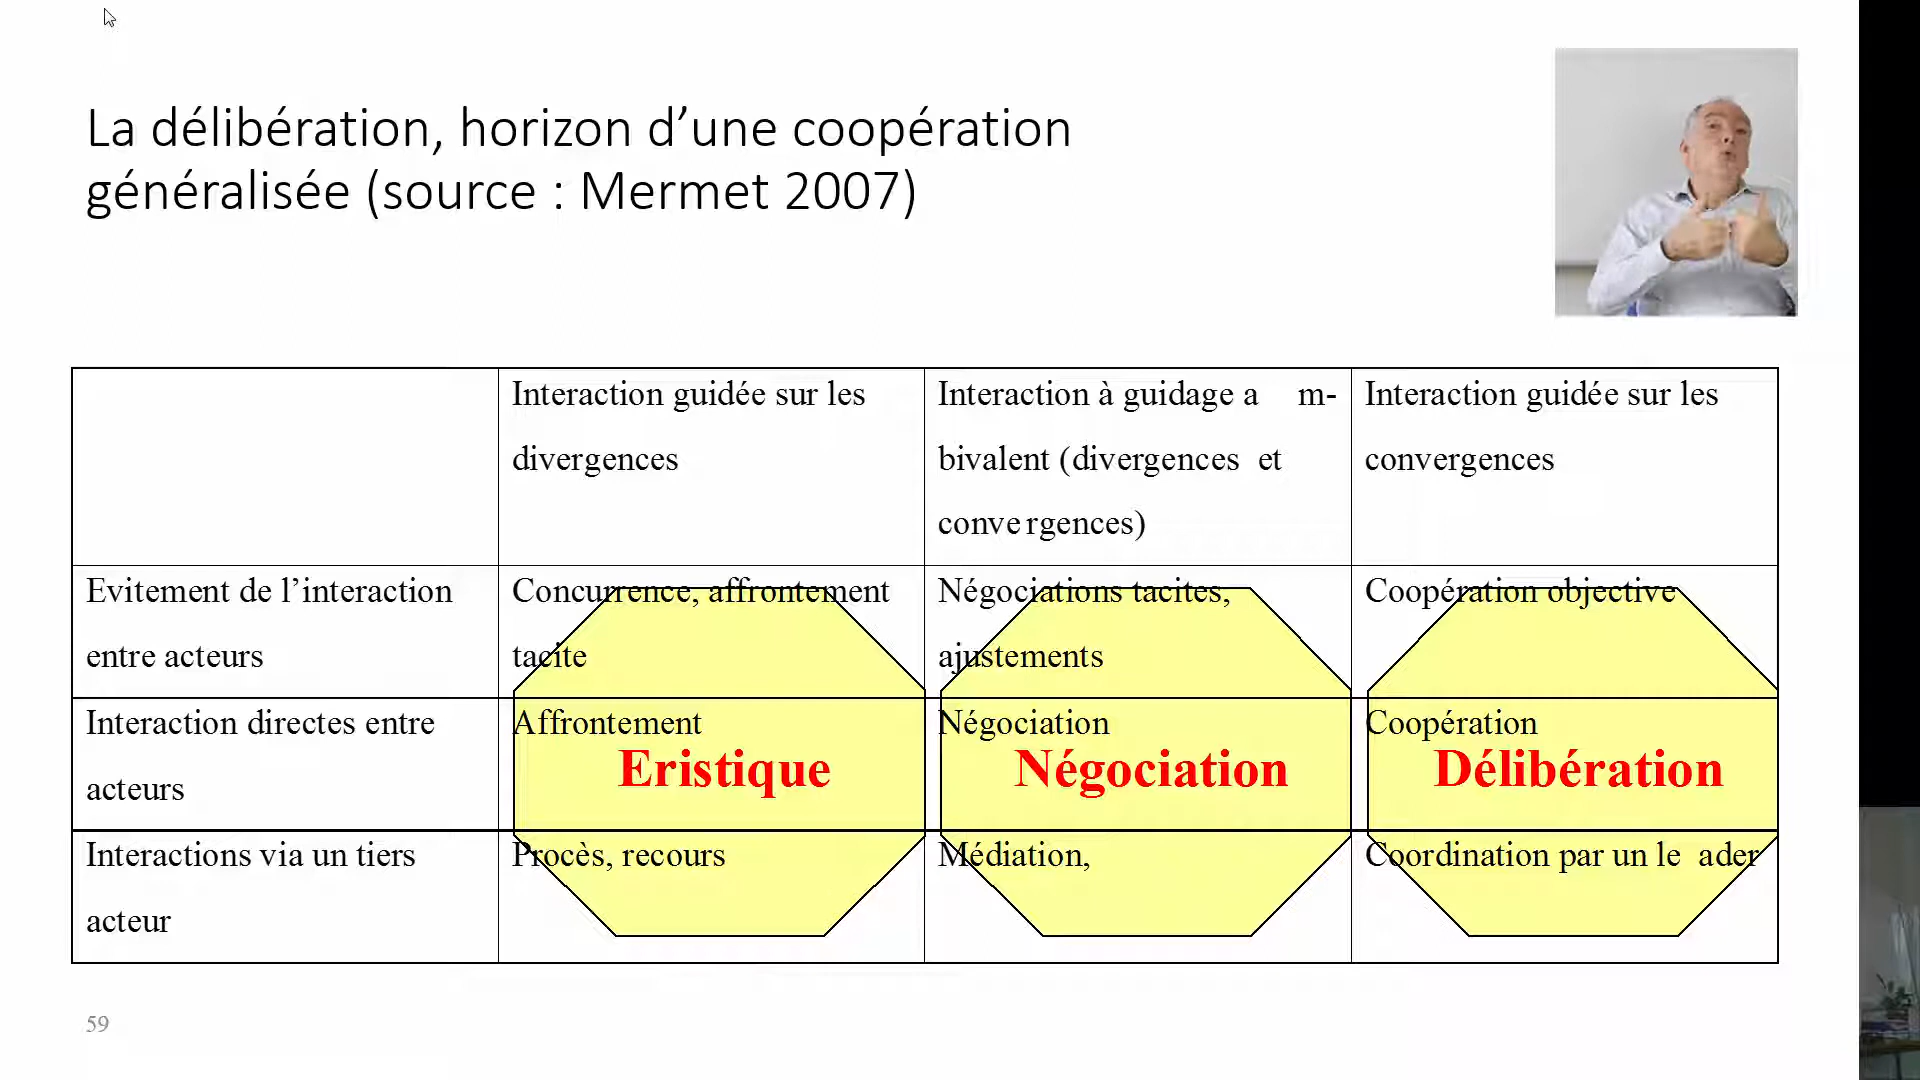 La délibération, horizon d’une coopération
généralisée (source : Mermet 2007)
Interaction guidée sur les
divergences
Interaction à guidage a m-
bivalent (divergences et
convergences)
Interaction guidée sur les
convergences
Evitement de l’interaction
entre acteurs
Concurrence, affrontement
tacite
Négociations tacites,
ajustements
Coopération objective
Interaction directes entre
acteurs
Affrontement
Eristique
Négociation
Négociation
Coopération
Délibération
Interactions via un tiers
acteur
Procès, recours
Médiation,
Coordination par un le ader
59